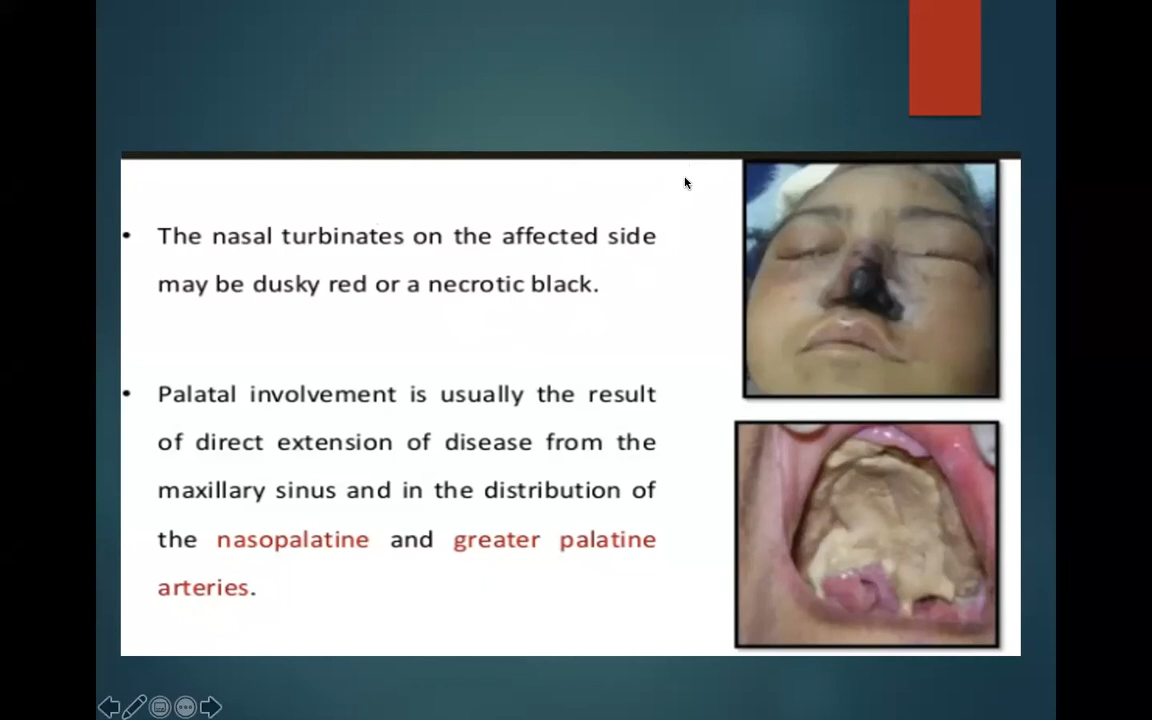 • The nasal turbinates on the affected side
may be dusky red or a necrotic black.
• Palatal involvement is usually the result
of direct extension of disease from the
maxillary sinus and in the distribution of
the nasopalatine and greater palatine
arteries.